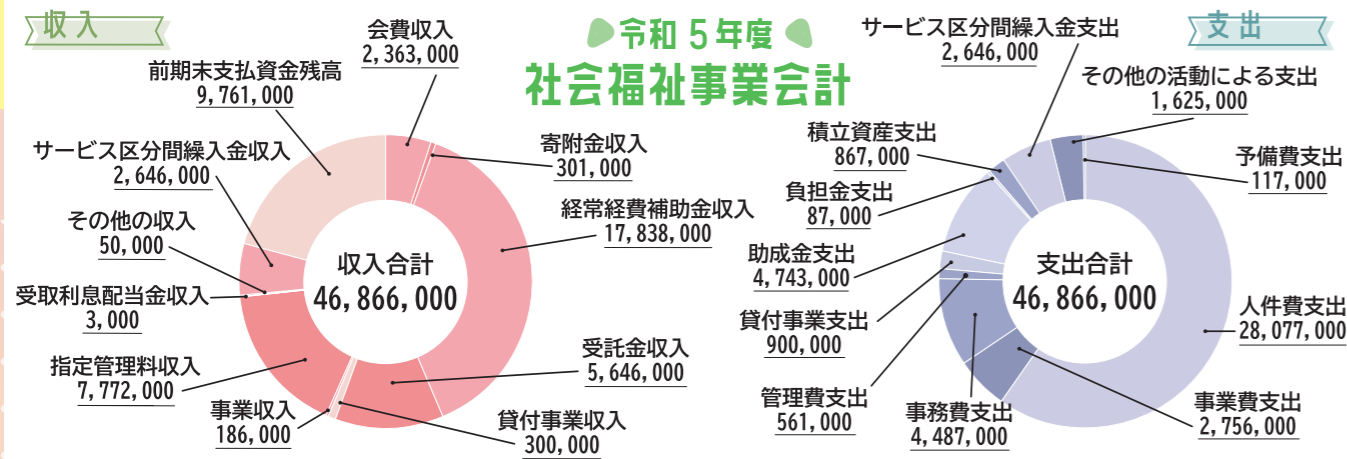 収入
令和5年度
社会福祉事業会計
支出
会費収入
2,363,000
寄附金収入
301,000
経常経費補助金収入
17,838,000
受託金収入
5,646,000
貸付事業収入
300,000
事業収入
186,000
指定管理料収入
7,772,000
受取利息配当金収入
3,000
その他の収入
50,000
サービス区分間繰入金収入
2,646,000
前期末支払資金残高
9,761,000
収入合計
46,866,000
サービス区分間繰入金支出
2,646,000
その他の活動による支出
1,625,000
予備費支出
117,000
人件費支出
28,077,000
事業費支出
2,756,000
事務費支出
4,487,000
管理費支出
561,000
貸付事業支出
900,000
助成金支出
4,743,000
負担金支出
87,000
積立資産支出
867,000
支出合計
46,866,000